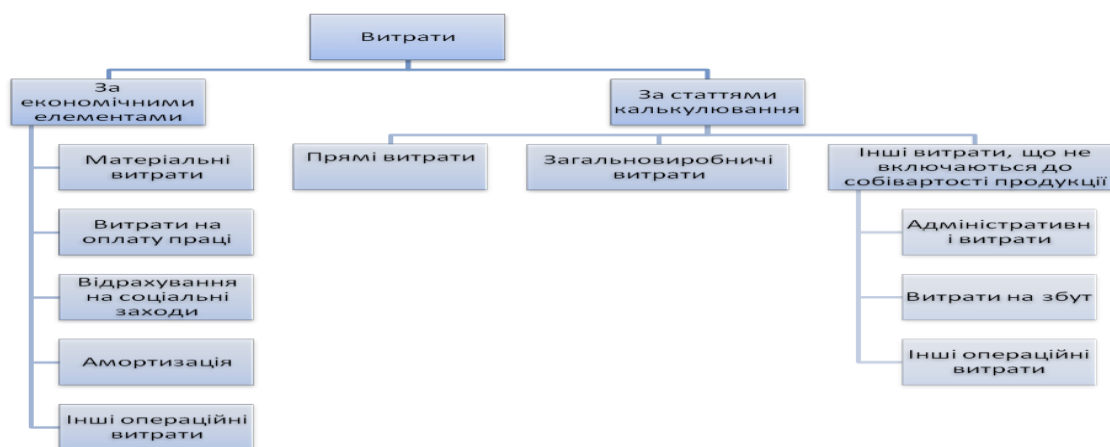 Витрати
За
економічними
елементами
Матеріальні
витрати
Витрати на
оплату праці
Відрахування
на соціальні
заходи
Амортизація
Інші операційні
витрати
За статтями
калькулювання
Прямі витрати
Загальновиробничі
витрати
Інші витрати, що не
включаються до
собівартості продукції
Адміністративн
і витрати
Витрати на збут
Інші операційні
витрати